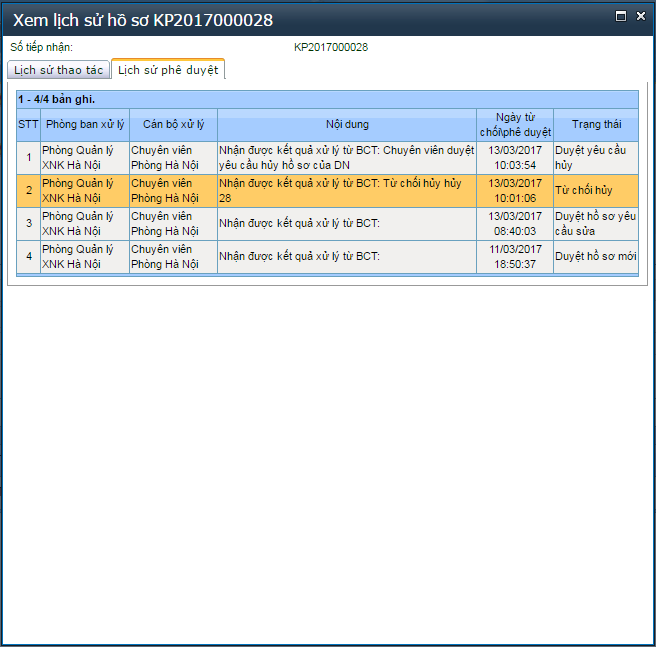 Xem lịch sử hồ sơ KP2017000028
Số tiếp nhận: KP2017000028
Lịch sử thao tác Lịch sử phê duyệt
1 - 4/4 bản ghi.
STT Phòng ban xử lý Cán bộ xử lý Nội dung Ngày từ chối\phê duyệt Trạng thái
1 Phòng Quản lý XNK Hà Nội Chuyên viên Phòng Hà Nội Nhận được kết quả xử lý từ BCT: Chuyên viên duyệt yêu cầu hủy hồ sơ của DN 13/03/2017 10:03:54 Duyệt yêu cầu hủy
2 Phòng Quản lý XNK Hà Nội Chuyên viên Phòng Hà Nội Nhận được kết quả xử lý từ BCT: Từ chối hủy hủy 28 13/03/2017 10:01:06 Từ chối hủy
3 Phòng Quản lý XNK Hà Nội Chuyên viên Phòng Hà Nội Nhận được kết quả xử lý từ BCT: 13/03/2017 08:40:03 Duyệt hồ sơ yêu cầu sửa
4 Phòng Quản lý XNK Hà Nội Chuyên viên Phòng Hà Nội Nhận được kết quả xử lý từ BCT: 11/03/2017 18:50:37 Duyệt hồ sơ mới